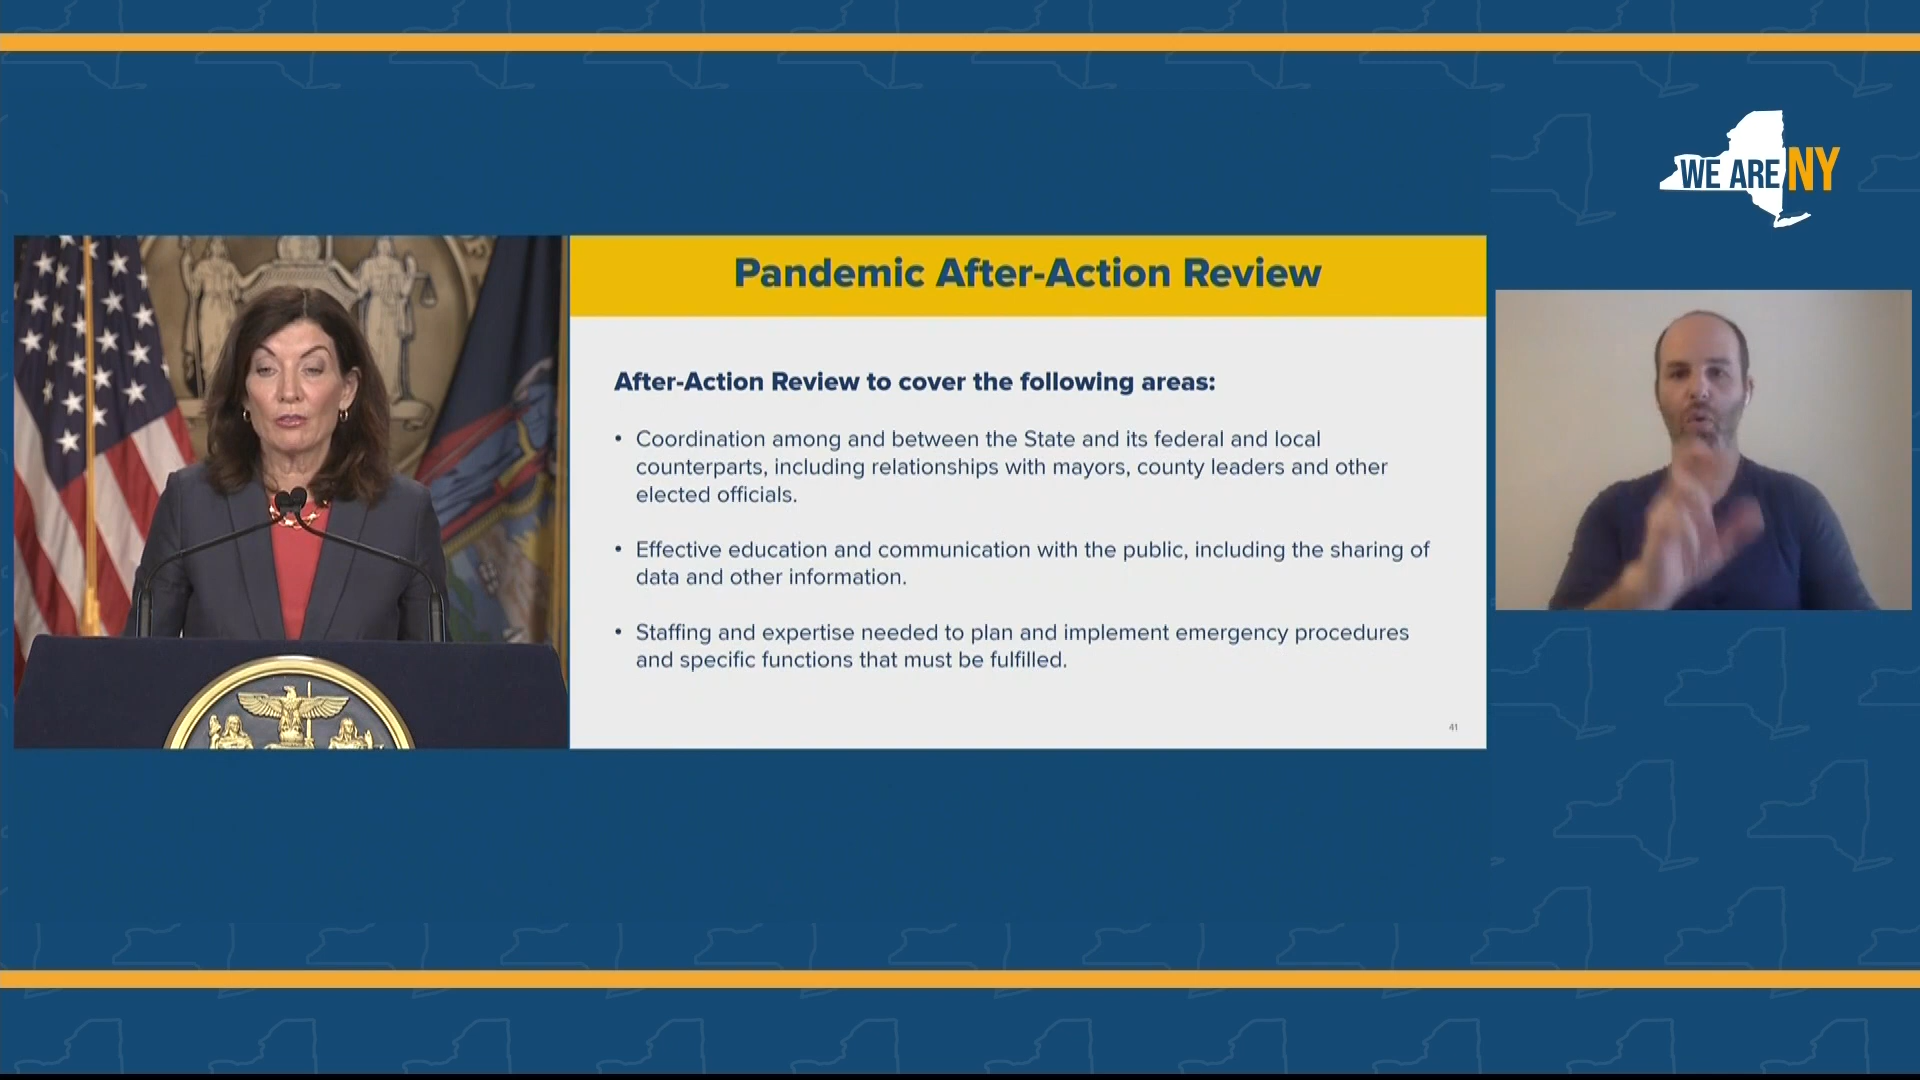 WE ARE NY
Pandemic After-Action Review
After-Action Review to cover the following areas:
• Coordination among and between the State and its federal and local
counterparts, including relationships with mayors, county leaders and other
elected officials.
• Effective education and communication with the public, including the sharing of
data and other information.
• Staffing and expertise needed to plan and implement emergency procedures
and specific functions that must be fulfilled.
41